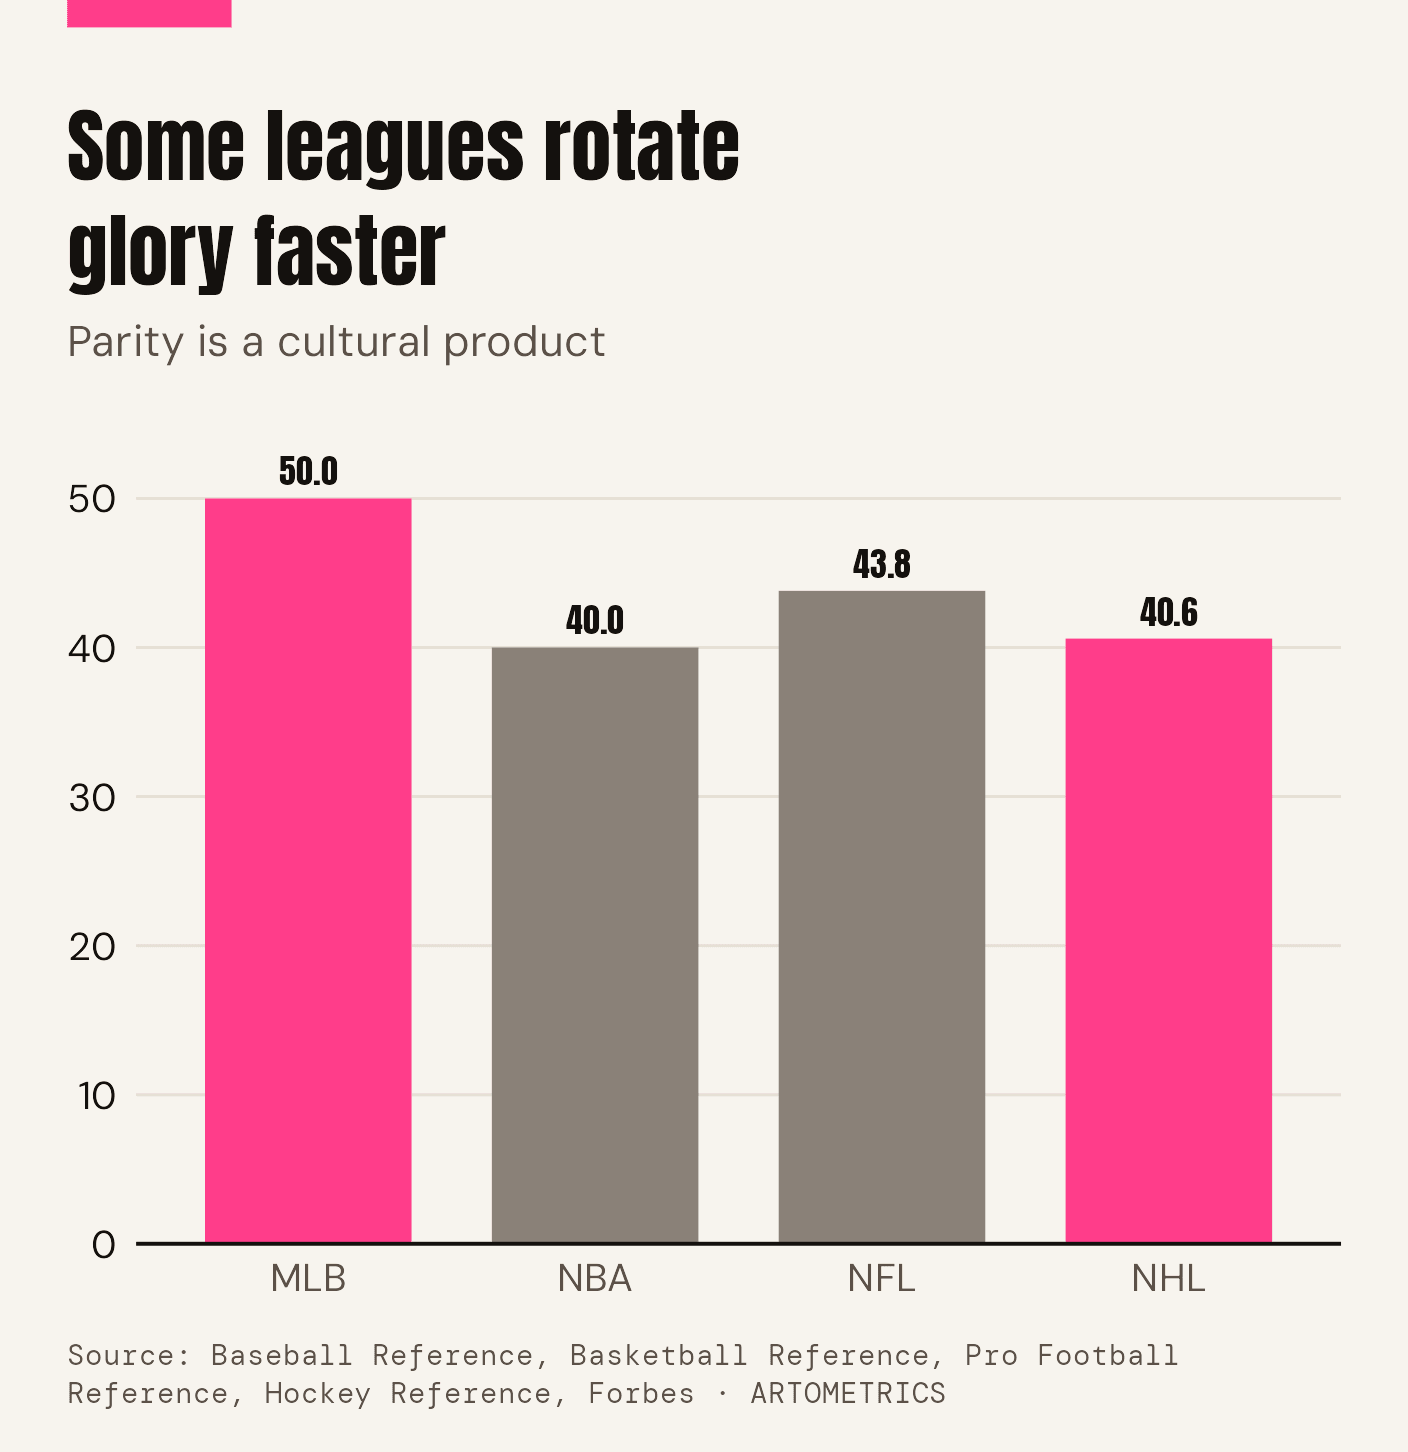 Some leagues rotate
glory faster
Parity is a cultural product
50.0
50
43.8
40.0
40.6
40
30
20
10
0
MLB NBA NFL NHL
Source: Baseball Reference, Basketball Reference, Pro Football
Reference, Hockey Reference, Forbes · ARTOMETRICS